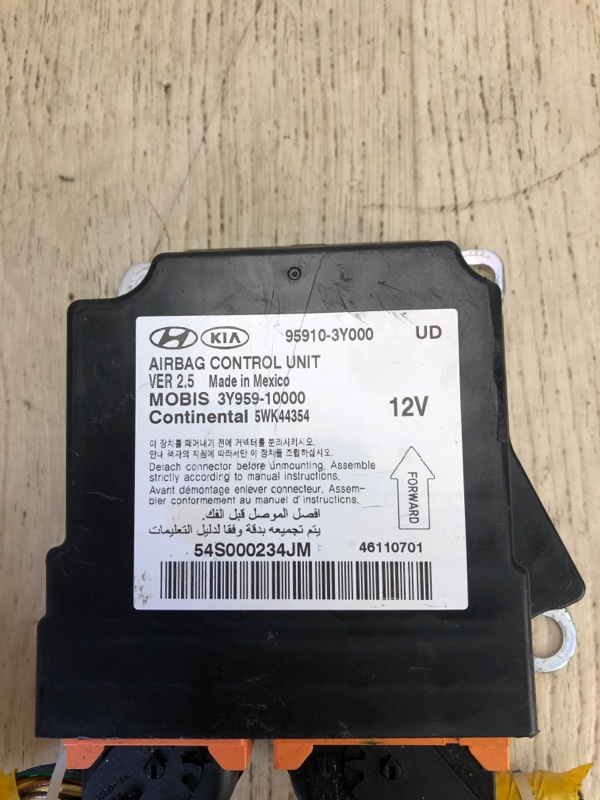 HYUNDAI KIA 95910-3Y000 UD
AIRBAG CONTROL UNIT
VER 2.5 Made in Mexico
MOBIS 3Y959-10000
Continental 5WK44354 12V
이 장치를 떼어내기 전에 커넥터를 분리시키시오.
안내 책자의 지침에 따라서만 이 장치를 조립하십시오.
Detach connector before unmounting. Assemble
strictly according to manual instructions.
Avant démontage enlever connecteur. Assem-
bler conformement au manuel d'instructions.
افصل الموصل قبل الفك.
يتم تجميعه بدقة وفقا لدليل التعليمات
FORWARD
54S000234JM 46110701